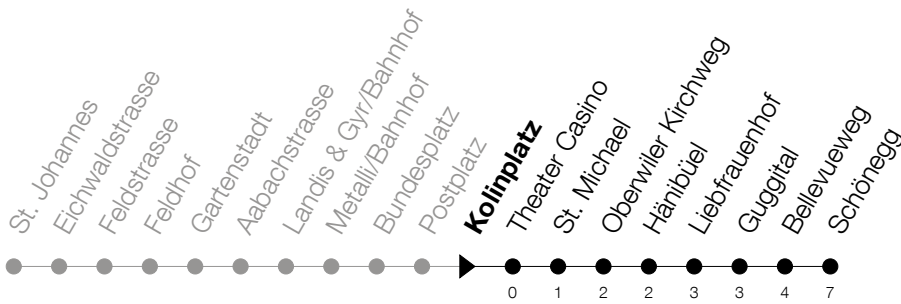 St. Johannes
Eichwaldstrasse
Feldstrasse
Feldhof
Gartenstadt
Aabachstrasse
Landis & Gyr/Bahnhof
Metalli/Bahnhof
Bundesplatz
Postplatz
Kolinplatz
Theater Casino
St. Michael
Oberwiler Kirchweg
Hänibüel
Liebfrauenhof
Guggital
Bellevueweg
Schönegg
0 1 2 2 3 3 4 7